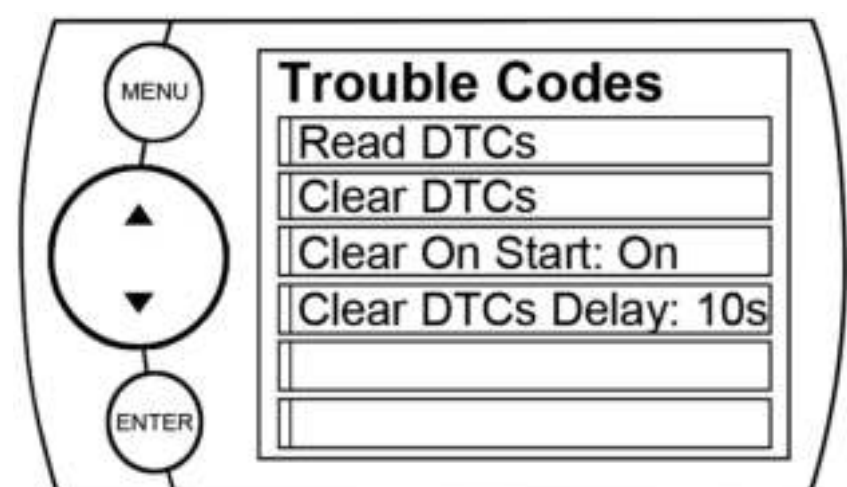 MENU
ENTER
Trouble Codes
Read DTCs
Clear DTCs
Clear On Start: On
Clear DTCs Delay: 10s